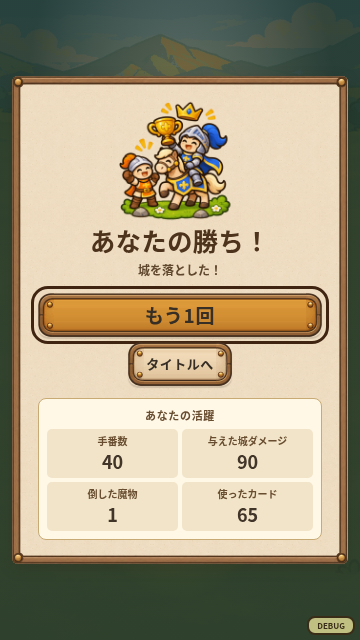 あなたの勝ち！
城を落とした！
もう1回
タイトルへ
あなたの活躍
手番数
40
与えた城ダメージ
90
倒した魔物
1
使ったカード
65
DEBUG